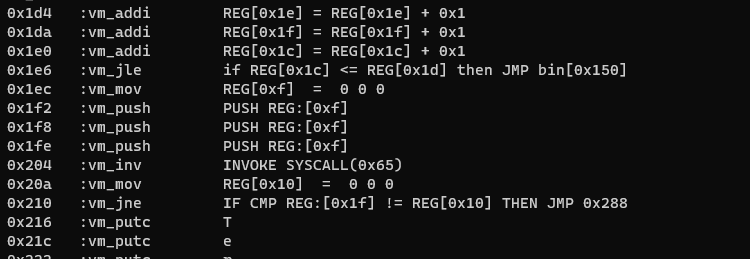 0x1d4 :vm_addi REG[0x1e] = REG[0x1e] + 0x1
0x1da :vm_addi REG[0x1f] = REG[0x1f] + 0x1
0x1e0 :vm_addi REG[0x1c] = REG[0x1c] + 0x1
0x1e6 :vm_jle if REG[0x1c] <= REG[0x1d] then JMP bin[0x150]
0x1ec :vm_mov REG[0xf] = 0 0 0
0x1f2 :vm_push PUSH REG:[0xf]
0x1f8 :vm_push PUSH REG:[0xf]
0x1fe :vm_push PUSH REG:[0xf]
0x204 :vm_inv INVOKE SYSCALL(0x65)
0x20a :vm_mov REG[0x10] = 0 0 0
0x210 :vm_jne IF CMP REG:[0x1f] != REG[0x10] THEN JMP 0x288
0x216 :vm_putc T
0x21c :vm_putc e